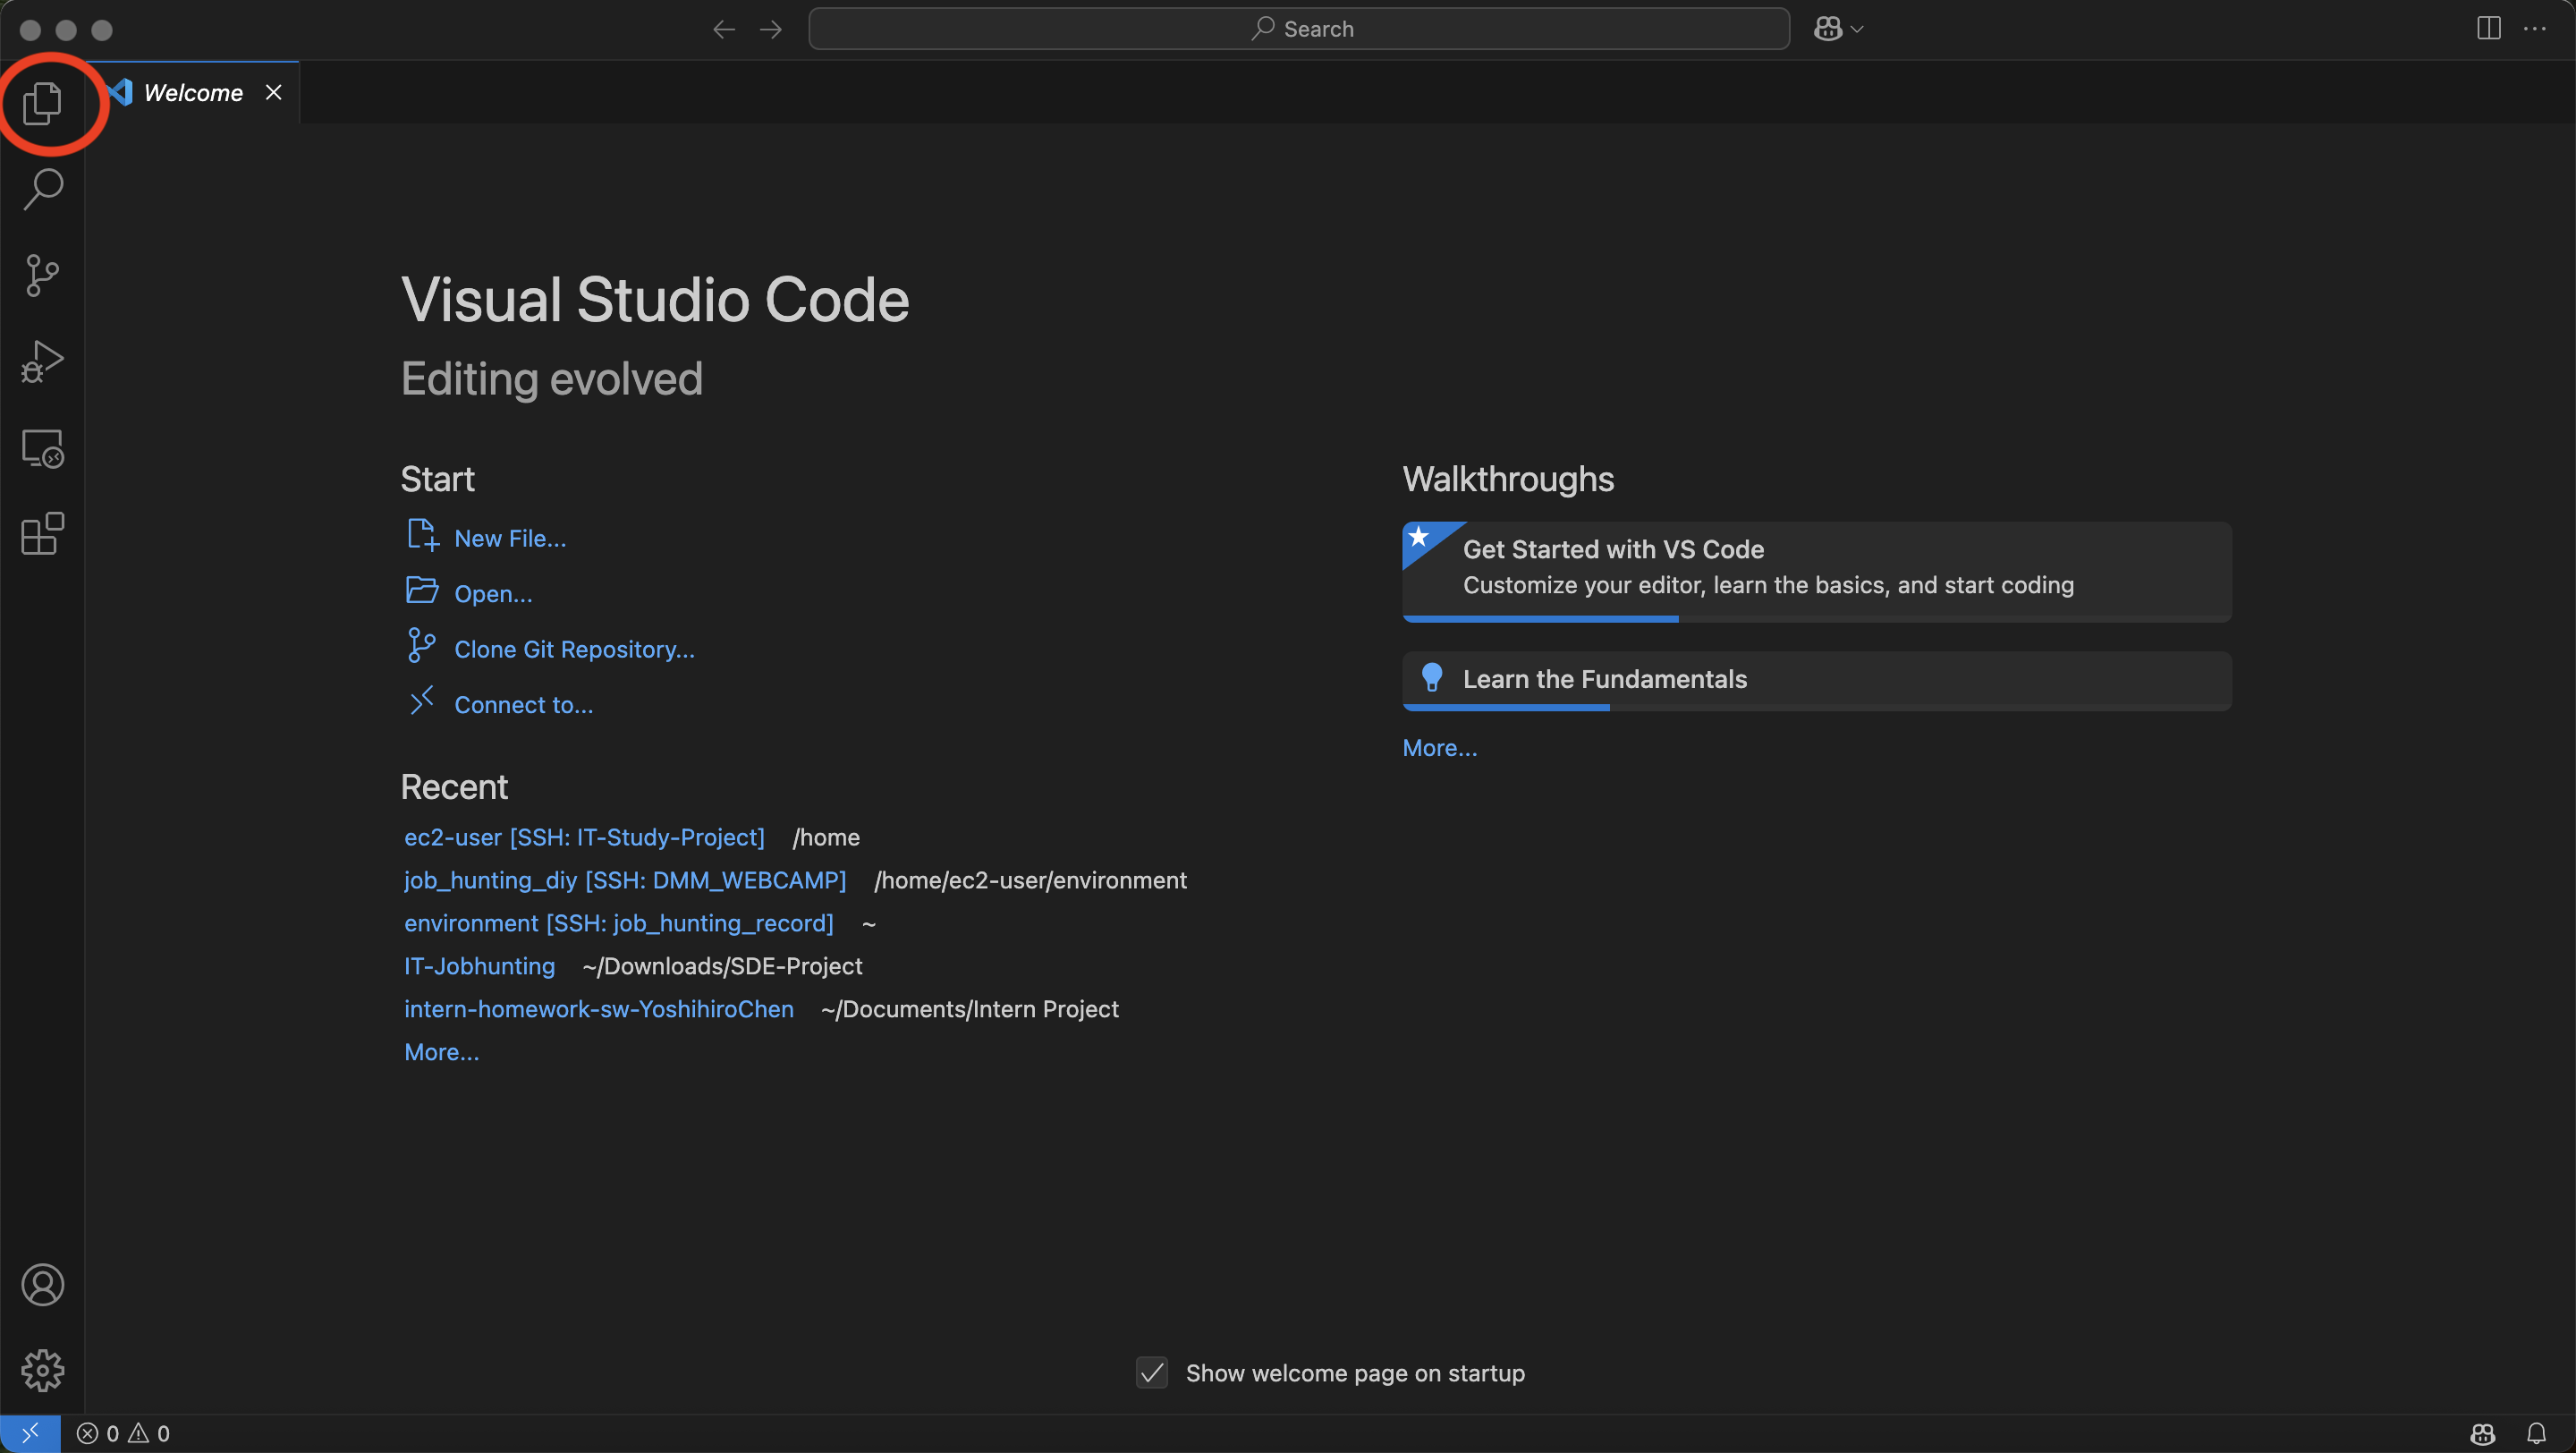 Search
Welcome
Visual Studio Code
Editing evolved
Start
New File...
Open...
Clone Git Repository...
Connect to...
Recent
ec2-user [SSH: IT-Study-Project] /home
job_hunting_diy [SSH: DMM_WEBCAMP] /home/ec2-user/environment
environment [SSH: job_hunting_record] ~
IT-Jobhunting ~/Downloads/SDE-Project
intern-homework-sw-YoshihiroChen ~/Documents/Intern Project
More...
Walkthroughs
Get Started with VS Code
Customize your editor, learn the basics, and start coding
Learn the Fundamentals
More...
Show welcome page on startup
0 0